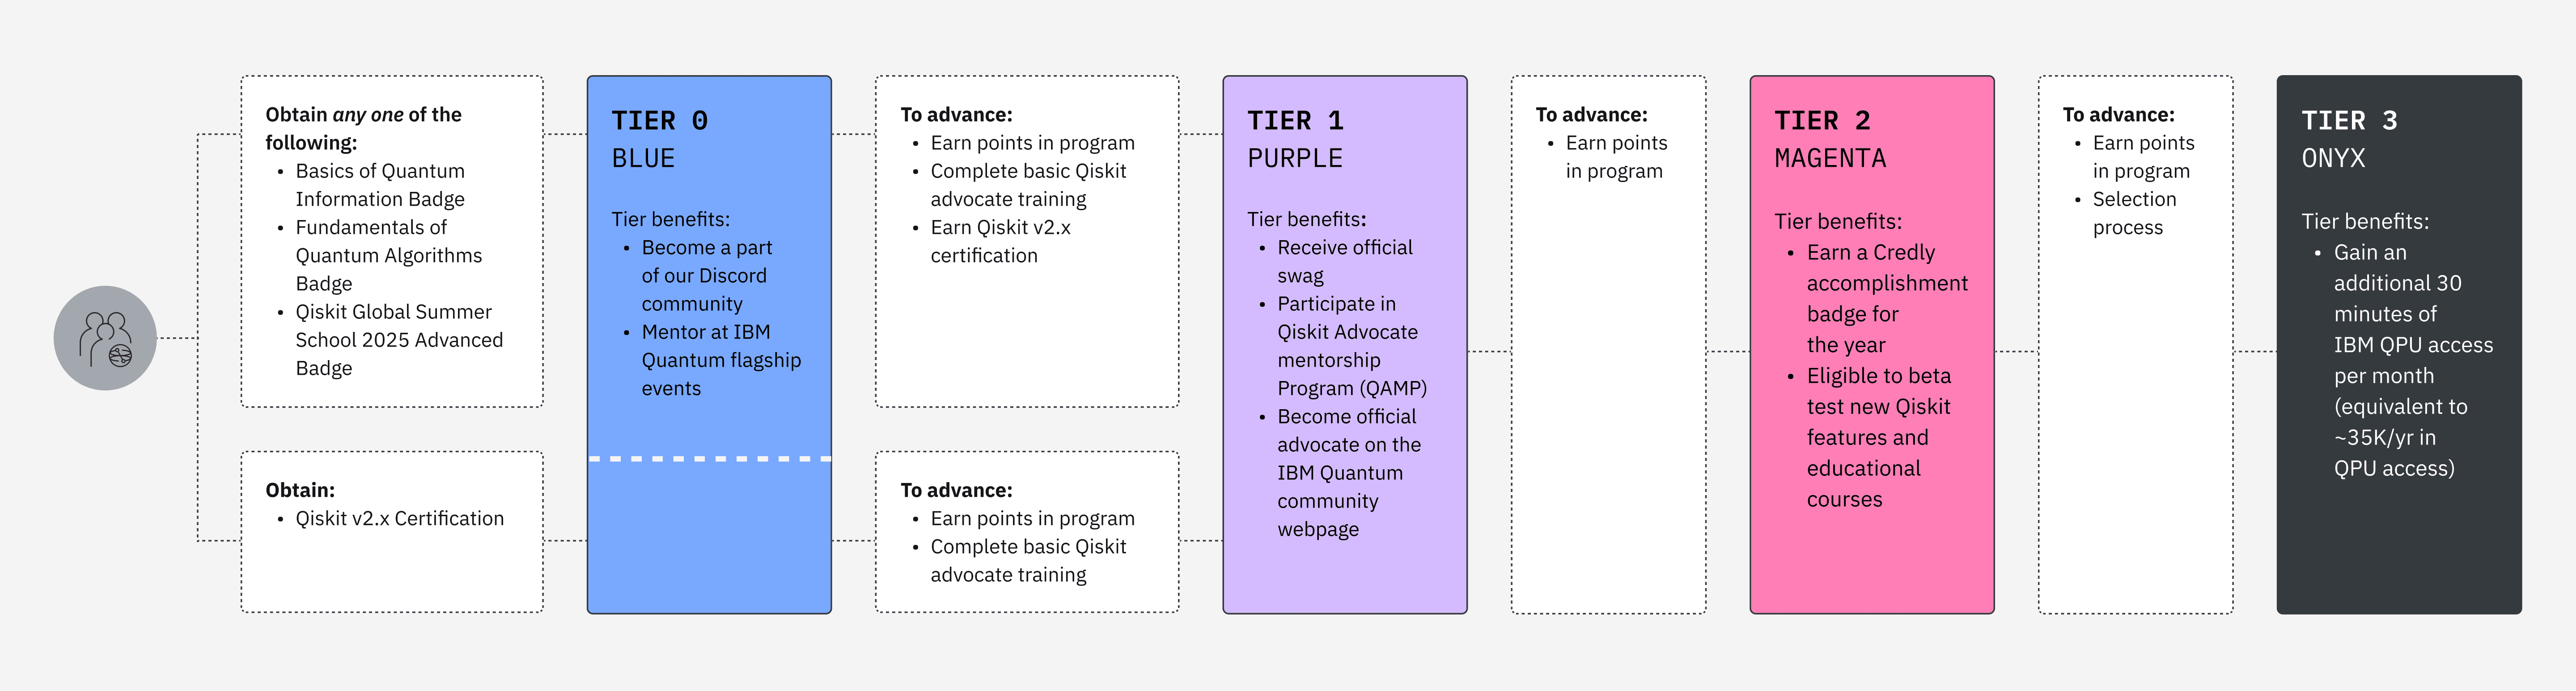 Obtain any one of the
following:
• Basics of Quantum
Information Badge
• Fundamentals of
Quantum Algorithms
Badge
• Qiskit Global Summer
School 2025 Advanced
Badge
Obtain:
• Qiskit v2.x Certification
TIER 0
BLUE
Tier benefits:
• Become a part
of our Discord
community
• Mentor at IBM
Quantum flagship
events
To advance:
• Earn points in program
• Complete basic Qiskit
advocate training
• Earn Qiskit v2.x
certification
To advance:
• Earn points in program
• Complete basic Qiskit
advocate training
TIER 1
PURPLE
Tier benefits:
• Receive official
swag
• Participate in
Qiskit Advocate
mentorship
Program (QAMP)
• Become official
advocate on the
IBM Quantum
community
webpage
To advance:
• Earn points
in program
TIER 2
MAGENTA
Tier benefits:
• Earn a Credly
accomplishment
badge for
the year
• Eligible to beta
test new Qiskit
features and
educational
courses
To advance:
• Earn points
in program
• Selection
process
TIER 3
ONYX
Tier benefits:
• Gain an
additional 30
minutes of
IBM QPU access
per month
(equivalent to
~35K/yr in
QPU access)